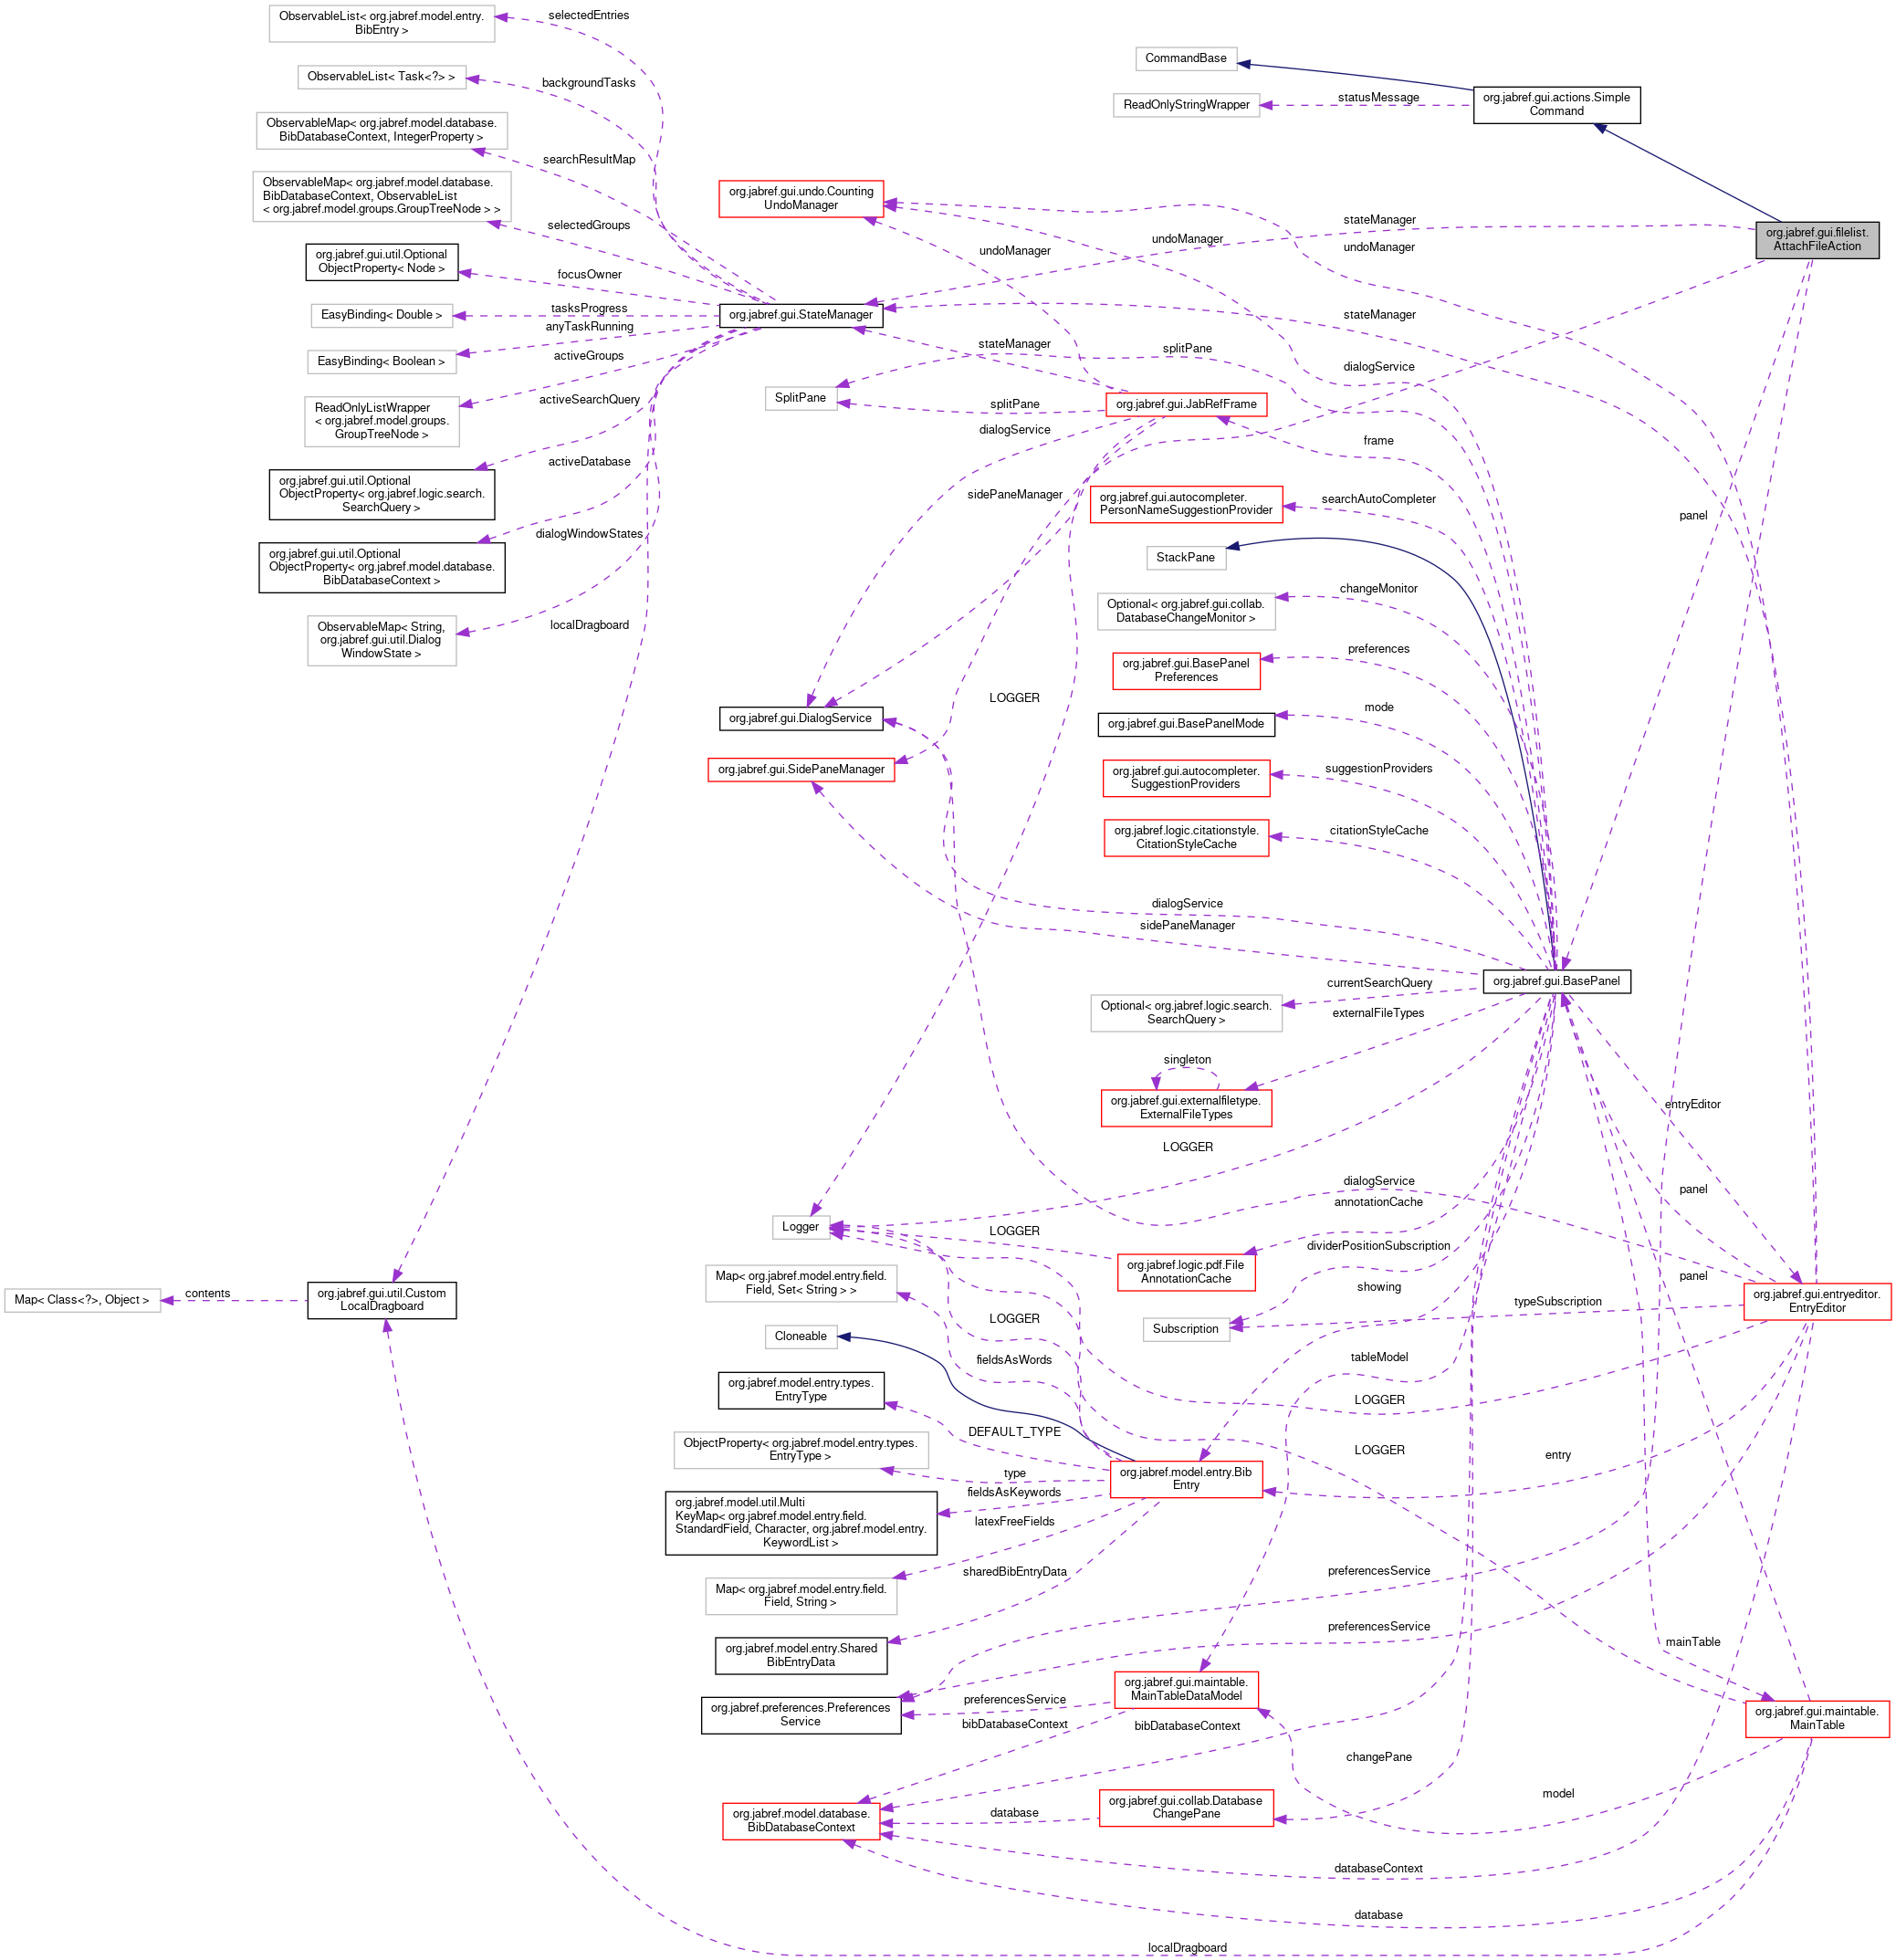 ObservableList< org.jabref.model.entry.
BibEntry >
ObservableList< Task<?> >
ObservableMap< org.jabref.model.database.
BibDatabaseContext, IntegerProperty >
ObservableMap< org.jabref.model.database.
BibDatabaseContext, ObservableList
< org.jabref.model.groups.GroupTreeNode > >
org.jabref.gui.util.Optional
ObjectProperty< Node >
EasyBinding< Double >
EasyBinding< Boolean >
ReadOnlyListWrapper
< org.jabref.model.groups.
GroupTreeNode >
org.jabref.gui.util.Optional
ObjectProperty< org.jabref.logic.search.
SearchQuery >
org.jabref.gui.util.Optional
ObjectProperty< org.jabref.model.database.
BibDatabaseContext >
ObservableMap< String,
org.jabref.gui.util.Dialog
WindowState >
Map< Class<?>, Object >
contents
org.jabref.gui.util.Custom
LocalDragboard
selectedEntries
backgroundTasks
searchResultMap
selectedGroups
focusOwner
tasksProgress
anyTaskRunning
activeGroups
activeSearchQuery
activeDatabase
dialogWindowStates
localDragboard
org.jabref.gui.undo.Counting
UndoManager
org.jabref.gui.StateManager
SplitPane
org.jabref.gui.DialogService
org.jabref.gui.SidePaneManager
Logger
Map< org.jabref.model.entry.field.
Field, Set< String > >
Cloneable
org.jabref.model.entry.types.
EntryType
ObjectProperty< org.jabref.model.entry.types.
EntryType >
org.jabref.model.util.Multi
KeyMap< org.jabref.model.entry.field.
StandardField, Character, org.jabref.model.entry.
KeywordList >
Map< org.jabref.model.entry.field.
Field, String >
org.jabref.model.entry.Shared
BibEntryData
org.jabref.preferences.Preferences
Service
org.jabref.model.database.
BibDatabaseContext
undoManager
stateManager
splitPane
dialogService
sidePaneManager
LOGGER
LOGGER
LOGGER
fieldsAsWords
DEFAULT_TYPE
type
fieldsAsKeywords
latexFreeFields
sharedBibEntryData
preferencesService
bibDatabaseContext
database
CommandBase
ReadOnlyStringWrapper
org.jabref.gui.JabRefFrame
org.jabref.gui.autocompleter.
PersonNameSuggestionProvider
StackPane
Optional< org.jabref.gui.collab.
DatabaseChangeMonitor >
org.jabref.gui.BasePanel
Preferences
org.jabref.gui.BasePanelMode
org.jabref.gui.autocompleter.
SuggestionProviders
org.jabref.logic.citationstyle.
CitationStyleCache
dialogService
sidePaneManager
Optional< org.jabref.logic.search.
SearchQuery >
singleton
org.jabref.gui.externalfiletype.
ExternalFileTypes
LOGGER
org.jabref.logic.pdf.File
AnnotationCache
Subscription
org.jabref.model.entry.Bib
Entry
org.jabref.gui.maintable.
MainTableDataModel
bibDatabaseContext
org.jabref.gui.collab.Database
ChangePane
localDragboard
statusMessage
stateManager
undoManager
undoManager
stateManager
splitPane
dialogService
frame
searchAutoCompleter
changeMonitor
preferences
mode
suggestionProviders
citationStyleCache
currentSearchQuery
externalFileTypes
dialogService
annotationCache
dividerPositionSubscription
showing
typeSubscription
tableModel
LOGGER
LOGGER
entry
preferencesService
preferencesService
changePane
model
databaseContext
database
org.jabref.gui.actions.Simple
Command
org.jabref.gui.BasePanel
org.jabref.gui.filelist.
AttachFileAction
panel
entryEditor
panel
panel
mainTable
org.jabref.gui.entryeditor.
EntryEditor
org.jabref.gui.maintable.
MainTable